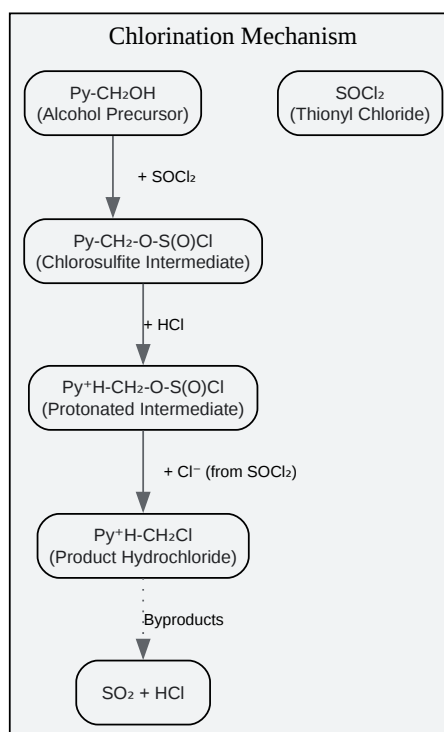 Chlorination Mechanism
Py-CH₂OH
(Alcohol Precursor)
SOCl₂
(Thionyl Chloride)
+ SOCl₂
Py-CH₂-O-S(O)Cl
(Chlorosulfite Intermediate)
+ HCl
Py⁺H-CH₂-O-S(O)Cl
(Protonated Intermediate)
+ Cl⁻ (from SOCl₂)
Py⁺H-CH₂Cl
(Product Hydrochloride)
Byproducts
SO₂ + HCl